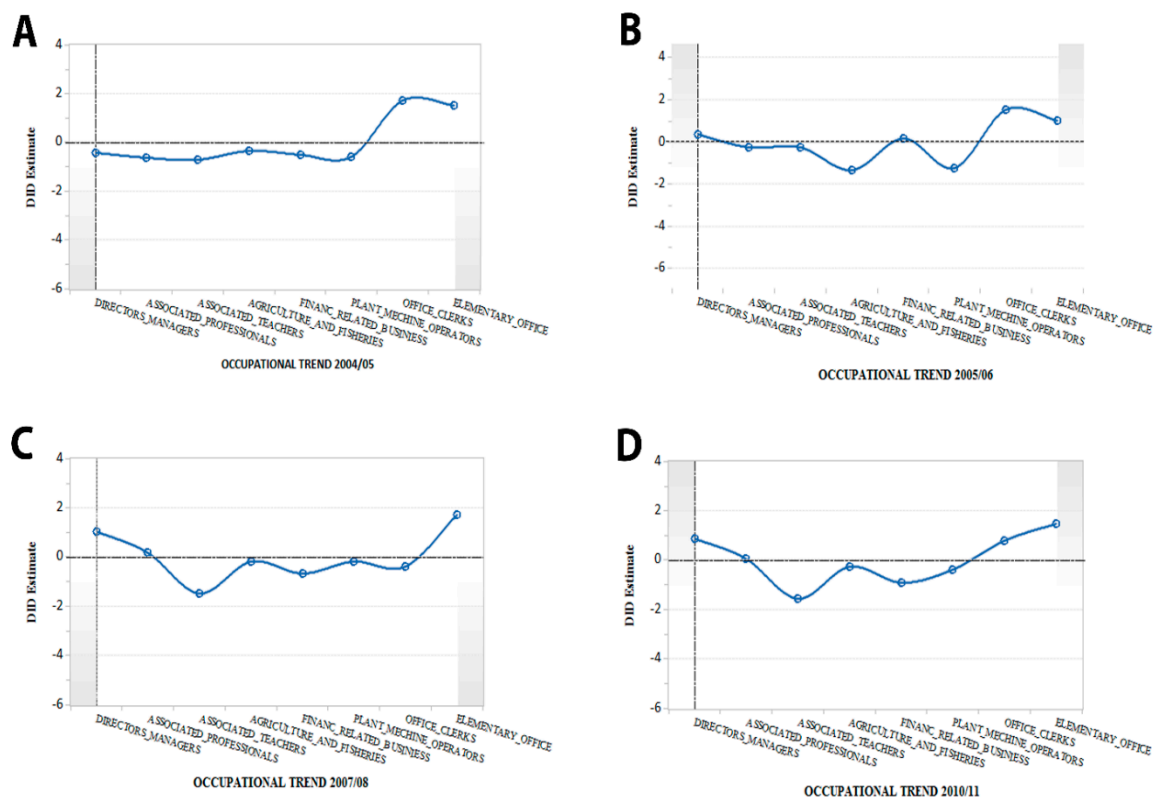 A
4
2
0
-2
-4
-6
DID Estimate
DIRECTORS_MANAGERS
ASSOCIATED_PROFESSIONALS
ASSOCIATED_TEACHERS
AGRICULTURE_AND_FISHERIES
FINANC_RELATED_BUSINIESS
PLANT_MECHINE_OPERATORS
OFFICE_CLERKS
ELEMENTARY_OFFICE
OCCUPATIONAL TREND 2004/05
B
4
2
0
-2
-4
-6
DID Estimate
DIRECTORS_MANAGERS
ASSOCIATED_PROFESSIONALS
ASSOCIATED_TEACHERS
AGRICULTURE_AND_FISHERIES
FINANC_RELATED_BUSINIESS
PLANT_MECHINE_OPERATORS
OFFICE_CLERKS
ELEMENTARY_OFFICE
OCCUPATIONAL TREND 2005/06
C
4
2
0
-2
-4
-6
DID Estimate
DIRECTORS_MANAGERS
ASSOCIATED_PROFESSIONALS
ASSOCIATED_TEACHERS
AGRICULTURE_AND_FISHERIES
FINANC_RELATED_BUSINIESS
PLANT_MECHINE_OPERATORS
OFFICE_CLERKS
ELEMENTARY_OFFICE
OCCUPATIONAL TREND 2007/08
D
4
2
0
-2
-4
-6
DID Estimate
DIRECTORS_MANAGERS
ASSOCIATED_PROFESSIONALS
ASSOCIATED_TEACHERS
AGRICULTURE_AND_FISHERIES
FINANC_RELATED_BUSINIESS
PLANT_MECHINE_OPERATORS
OFFICE_CLERKS
ELEMENTARY_OFFICE
OCCUPATIONAL TREND 2010/11